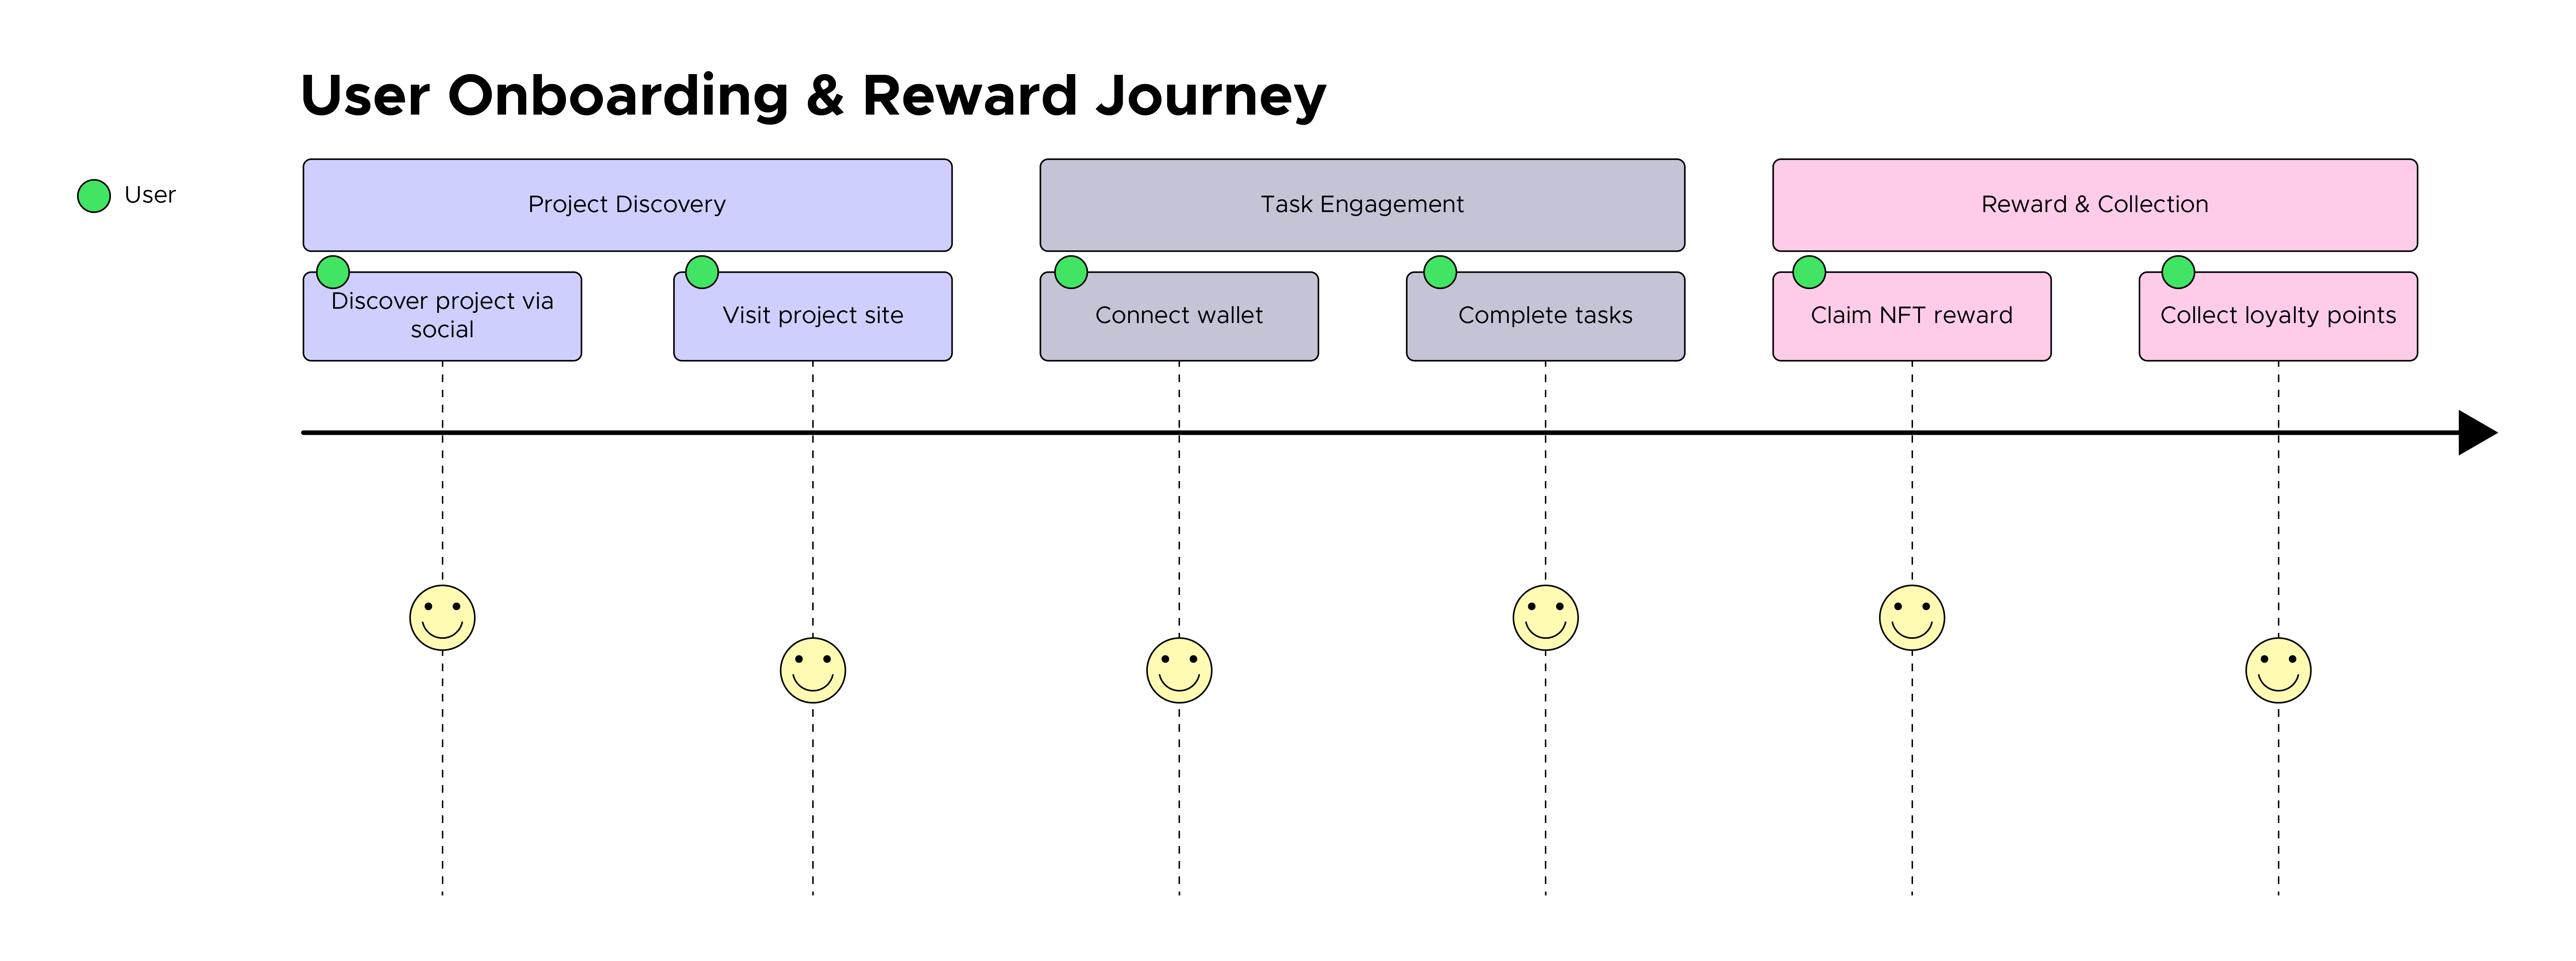 User Onboarding & Reward Journey
User
Project Discovery
Task Engagement
Reward & Collection
Discover project via
social
Visit project site
Connect wallet
Complete tasks
Claim NFT reward
Collect loyalty points